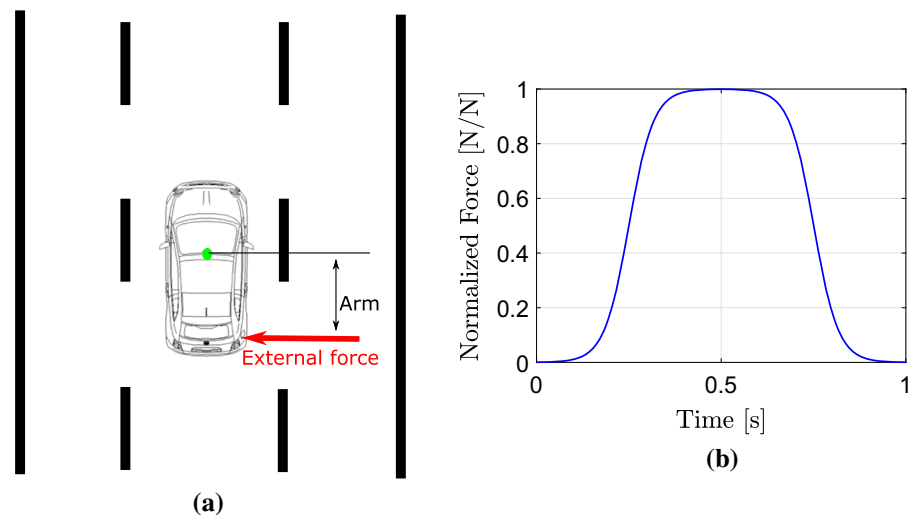 Arm
External force
(a)
Normalized Force [N/N]
1
0.8
0.6
0.4
0.2
0
0
0.5
1
Time [s]
(b)